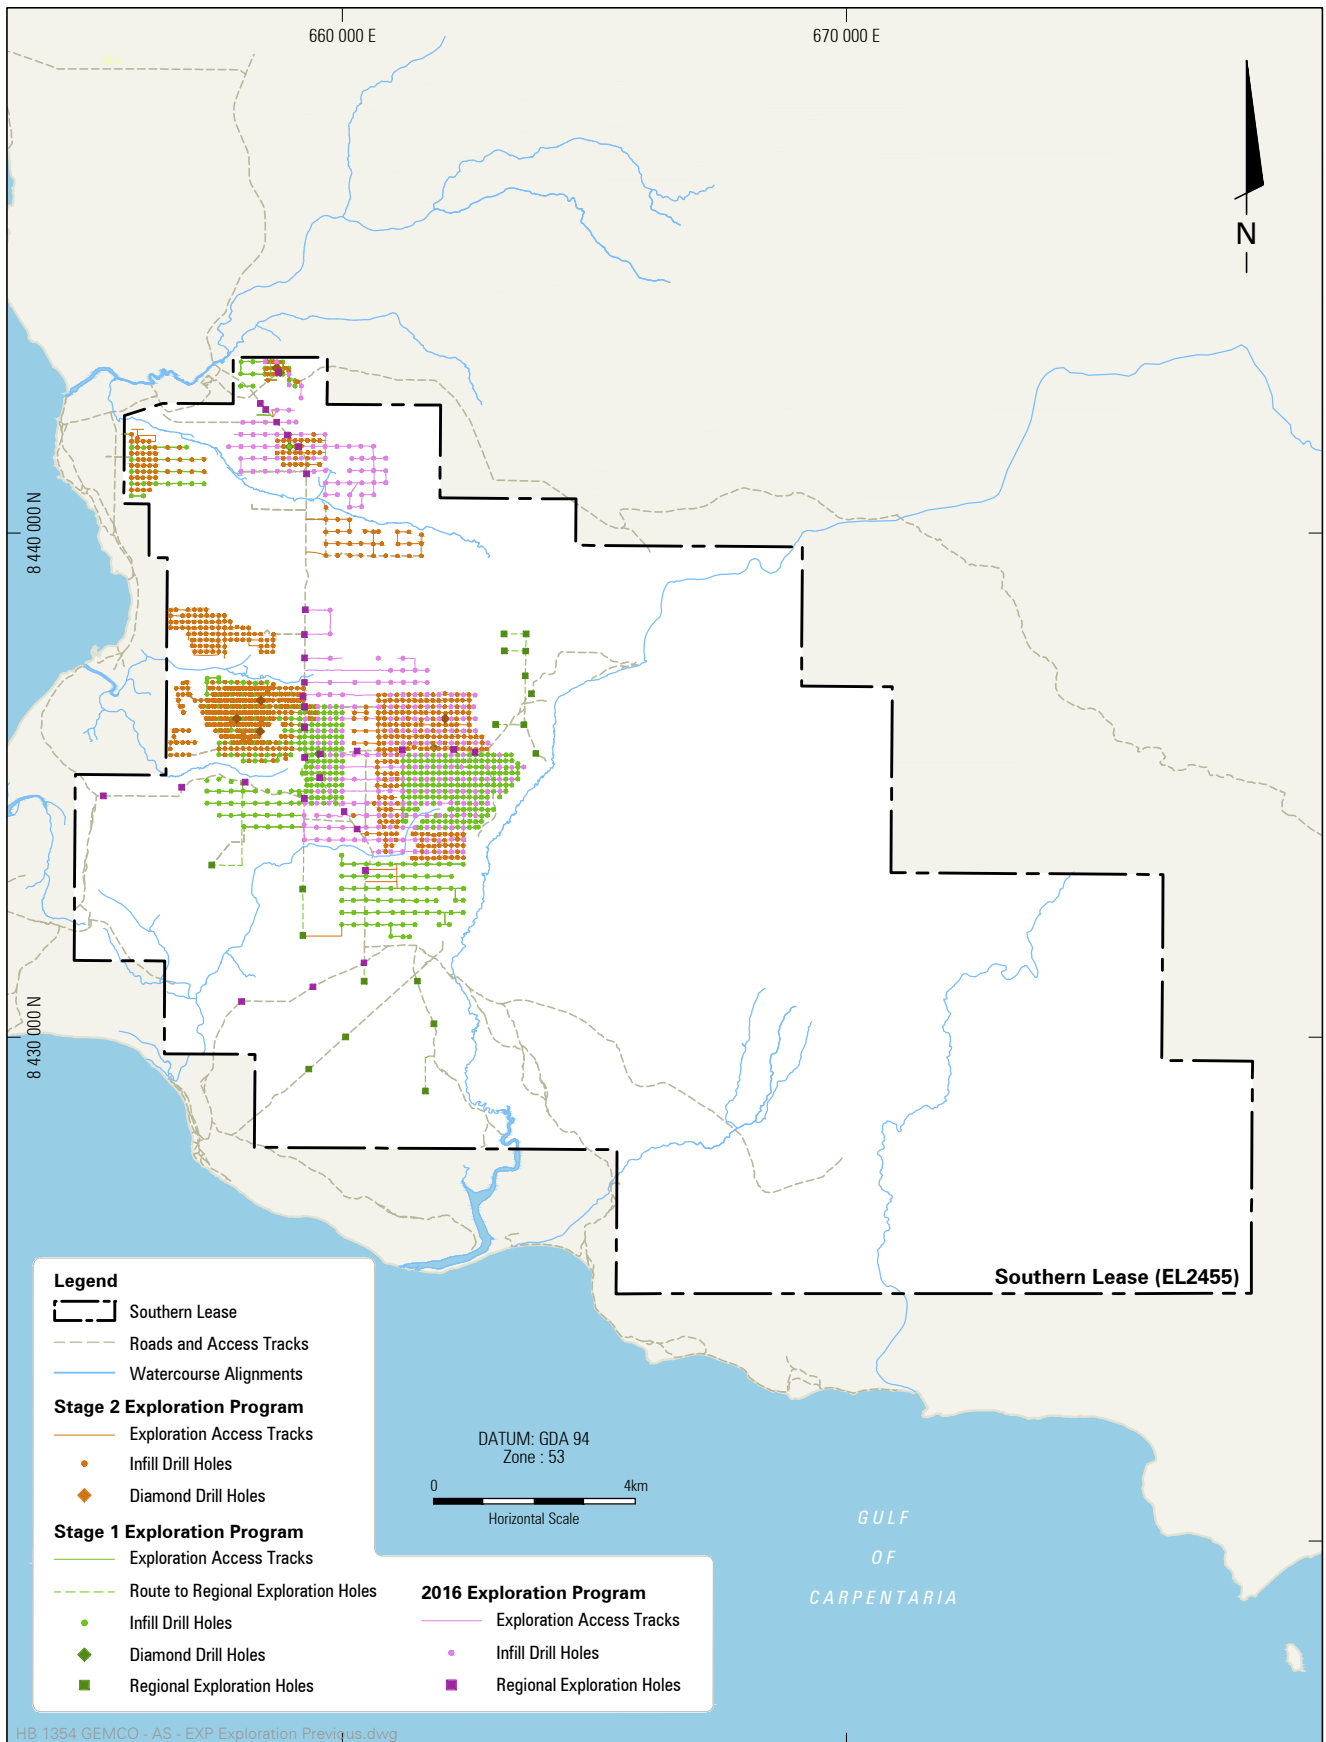 660 000 E
670 000 E
N
8 440 000 N
8 430 000 N
Southern Lease (EL2455)
Legend
Southern Lease
Roads and Access Tracks
Watercourse Alignments
Stage 2 Exploration Program
Exploration Access Tracks
Infill Drill Holes
Diamond Drill Holes
Stage 1 Exploration Program
Exploration Access Tracks
Route to Regional Exploration Holes
Infill Drill Holes
Diamond Drill Holes
Regional Exploration Holes
2016 Exploration Program
Exploration Access Tracks
Infill Drill Holes
Regional Exploration Holes
DATUM: GDA 94
Zone : 53
0 4km
Horizontal Scale
GULF
OF
CARPENTARIA
HB 1354 GEMCO - AS - EXP Exploration Previous.dwg